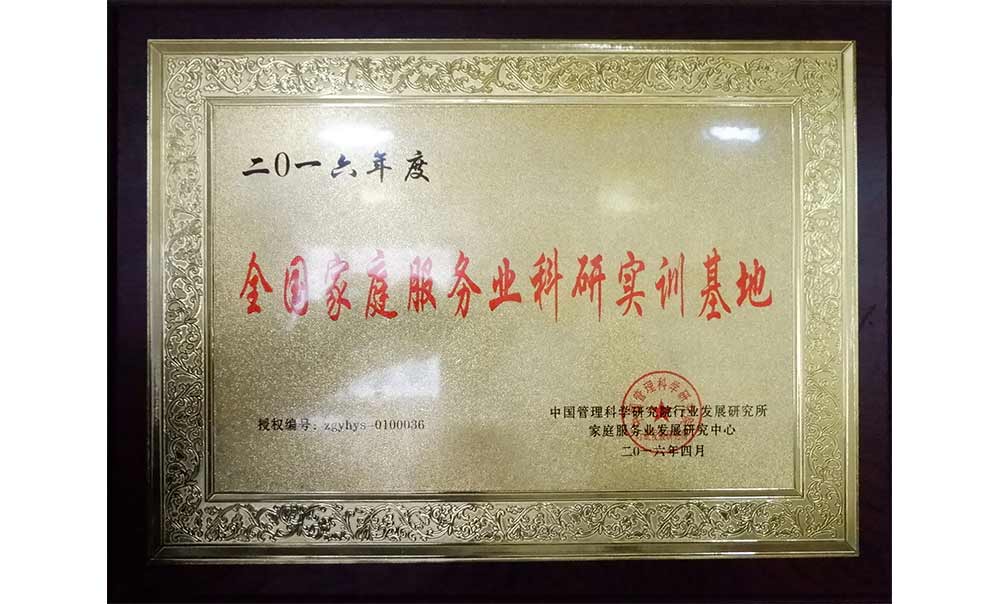 二0一六年度
全国家庭服务业科研实训基地
授权编号：zgyhys-0100036
中国管理科学研究院行业发展研究所
家庭服务业发展研究中心
二0一六年四月